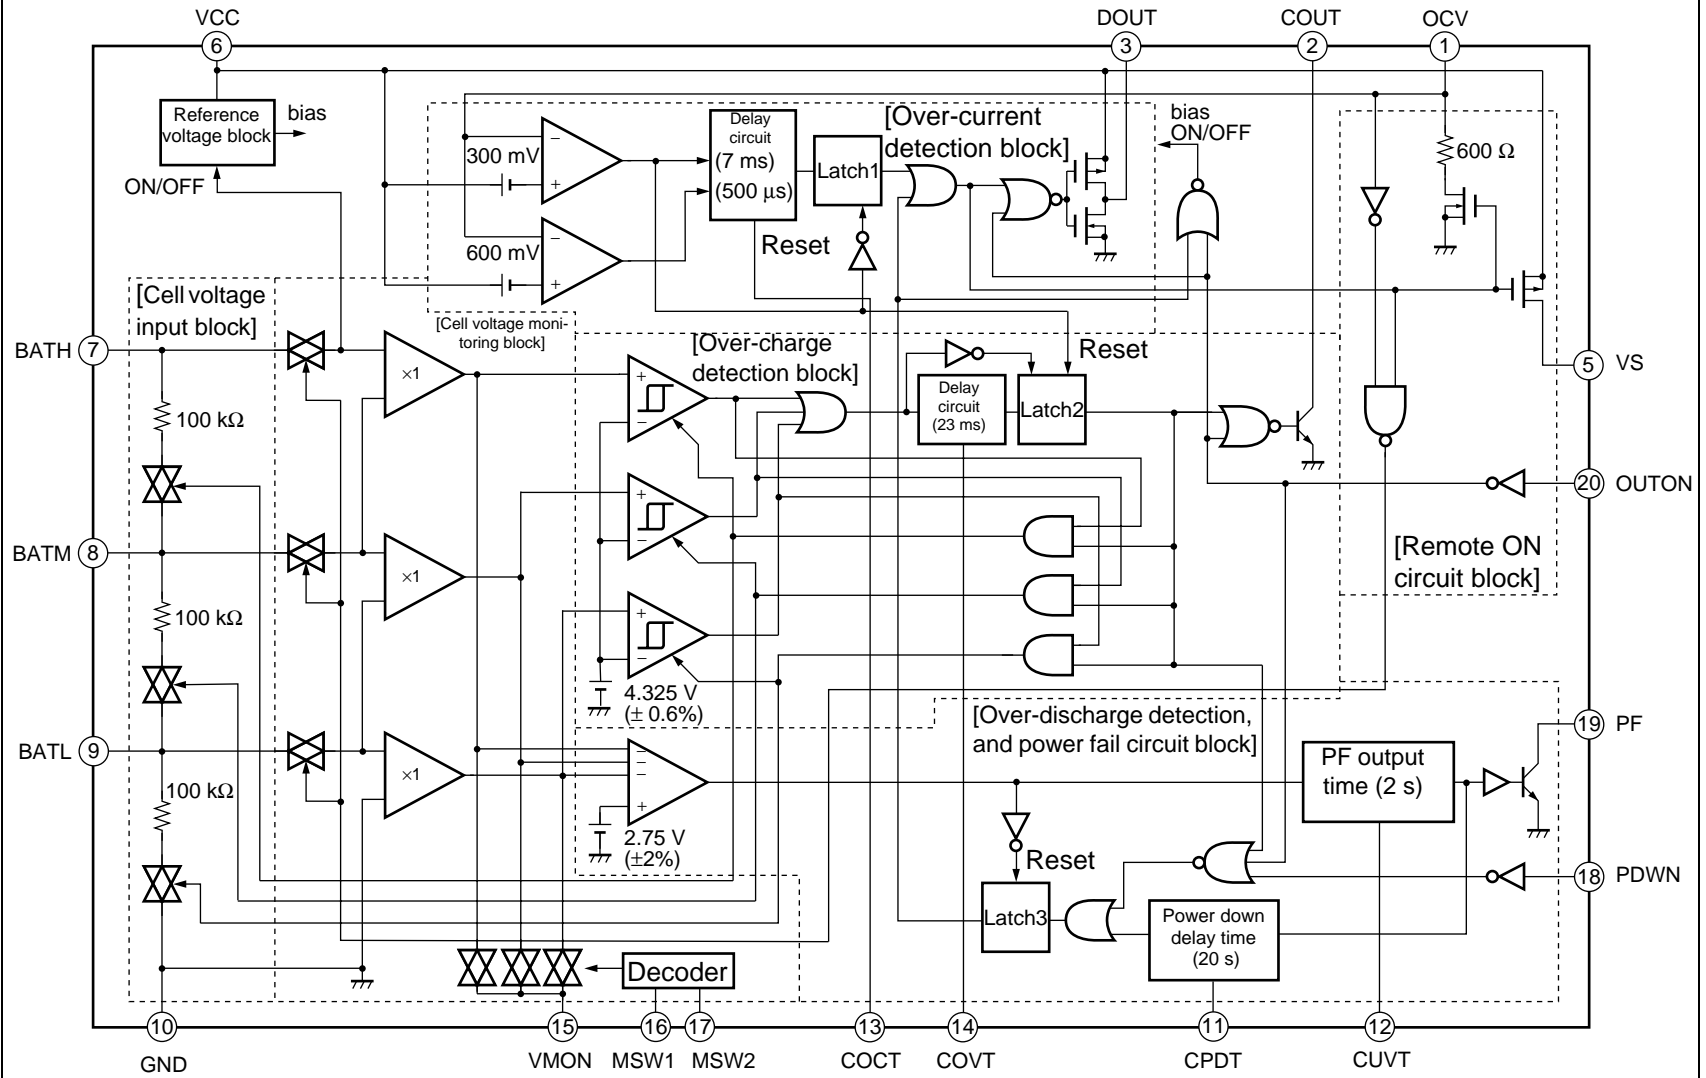 VCC
DOUT
COUT
OCV
6
3
2
1
Reference
voltage block
bias
ON/OFF
300 mV
−
+
600 mV
−
+
Delay
circuit
(7 ms)
(500 μs)
Latch1
Reset
[Over-current
detection block]
bias
ON/OFF
600 Ω
[Cell voltage
input block]
[Cell voltage moni-
toring block]
[Over-charge
detection block]
Delay
circuit
(23 ms)
Latch2
Reset
BATH
7
100 kΩ
×1
+
−
5
VS
20
OUTON
BATM
8
100 kΩ
×1
+
−
[Remote ON
circuit block]
+
−
4.325 V
(± 0.6%)
BATL
9
100 kΩ
×1
−
−
−
+
2.75 V
(±2%)
[Over-discharge detection,
and power fail circuit block]
PF output
time (2 s)
19
PF
Reset
Latch3
18
PDWN
Power down
delay time
(20 s)
Decoder
10
15
16
17
13
14
11
12
GND
VMON
MSW1
MSW2
COCT
COVT
CPDT
CUVT